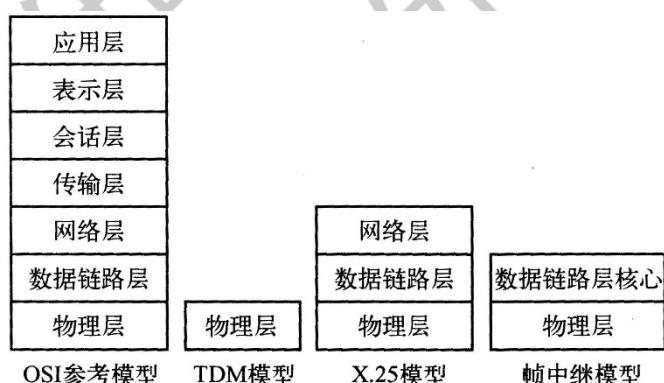 应用层
表示层
会话层
传输层
网络层 网络层
数据链路层 数据链路层 数据链路层核心
物理层 物理层 物理层 物理层
OSI参考模型 TDM模型 X.25模型 帧中继模型